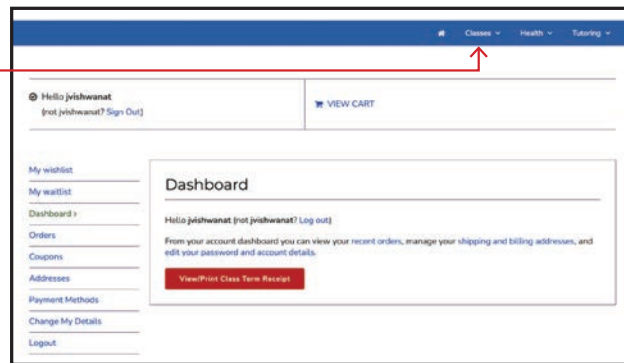 Classes
Health
Tutoring
Hello jvishwanat
(not jvishwanat? Sign Out)
VIEW CART
My wishlist
My waitlist
Dashboard ›
Orders
Coupons
Addresses
Payment Methods
Change My Details
Logout
Dashboard
Hello jvishwanat (not jvishwanat? Log out)
From your account dashboard you can view your recent orders, manage your shipping and billing addresses, and
edit your password and account details.
View/Print Class Term Receipt